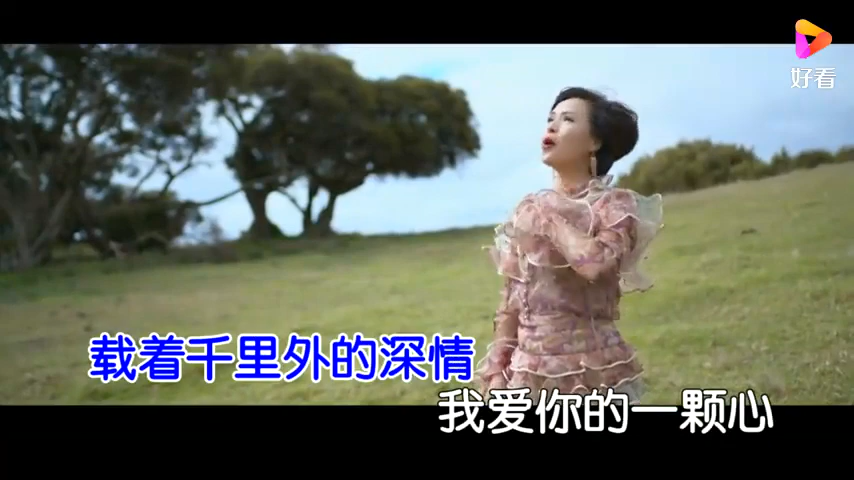 好看
载着千里外的深情
我爱你的一颗心